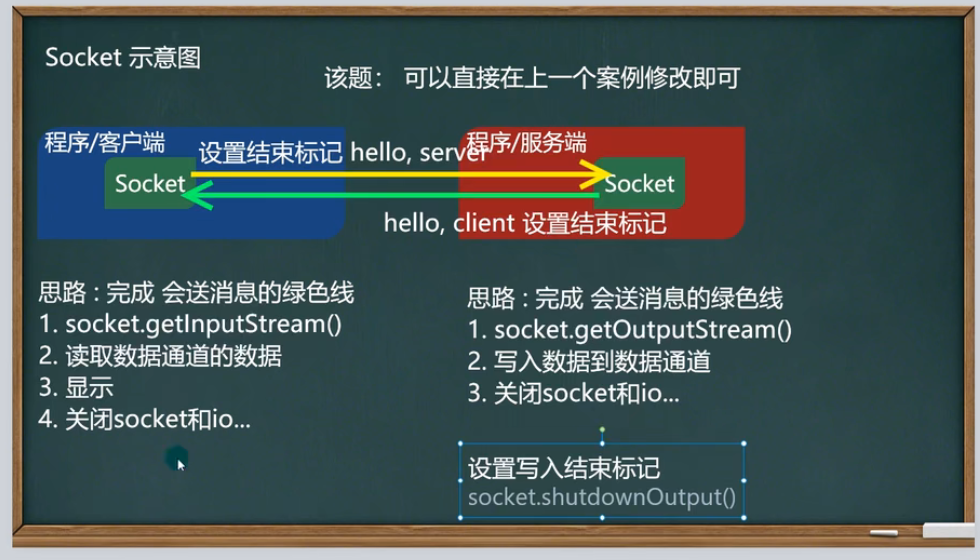 Socket 示意图
该题： 可以直接在上一个案例修改即可
程序/客户端
程序/服务端
设置结束标记 hello, server
Socket
Socket
hello, client 设置结束标记
思路 : 完成 会送消息的绿色线
1. socket.getInputStream()
2. 读取数据通道的数据
3. 显示
4. 关闭socket和io...
思路 : 完成 会送消息的绿色线
1. socket.getOutputStream()
2. 写入数据到数据通道
3. 关闭socket和io...
设置写入结束标记
socket.shutdownOutput()